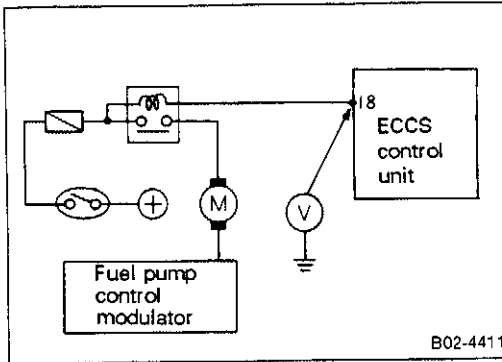 18
ECCS
control
unit
M
V
Fuel pump
control
modulator
B02-4411